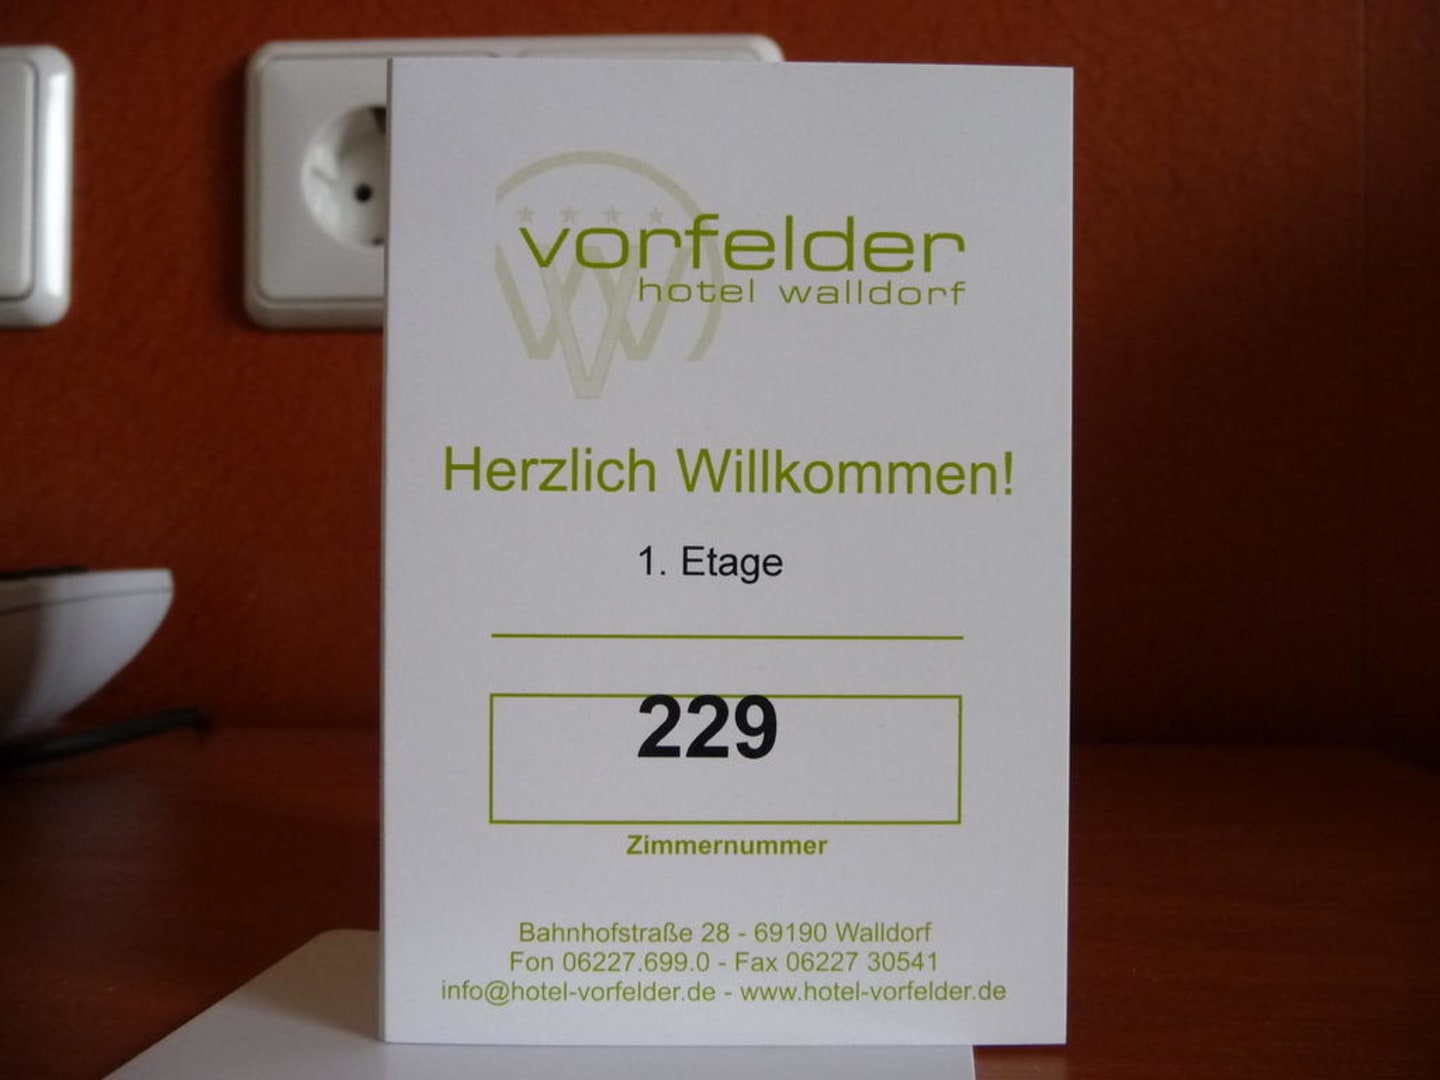 vorfelder
hotel walldorf
Herzlich Willkommen!
1. Etage
229
Zimmernummer
Bahnhofstraße 28 - 69190 Walldorf
Fon 06227.699.0 - Fax 06227 30541
info@hotel-vorfelder.de - www.hotel-vorfelder.de